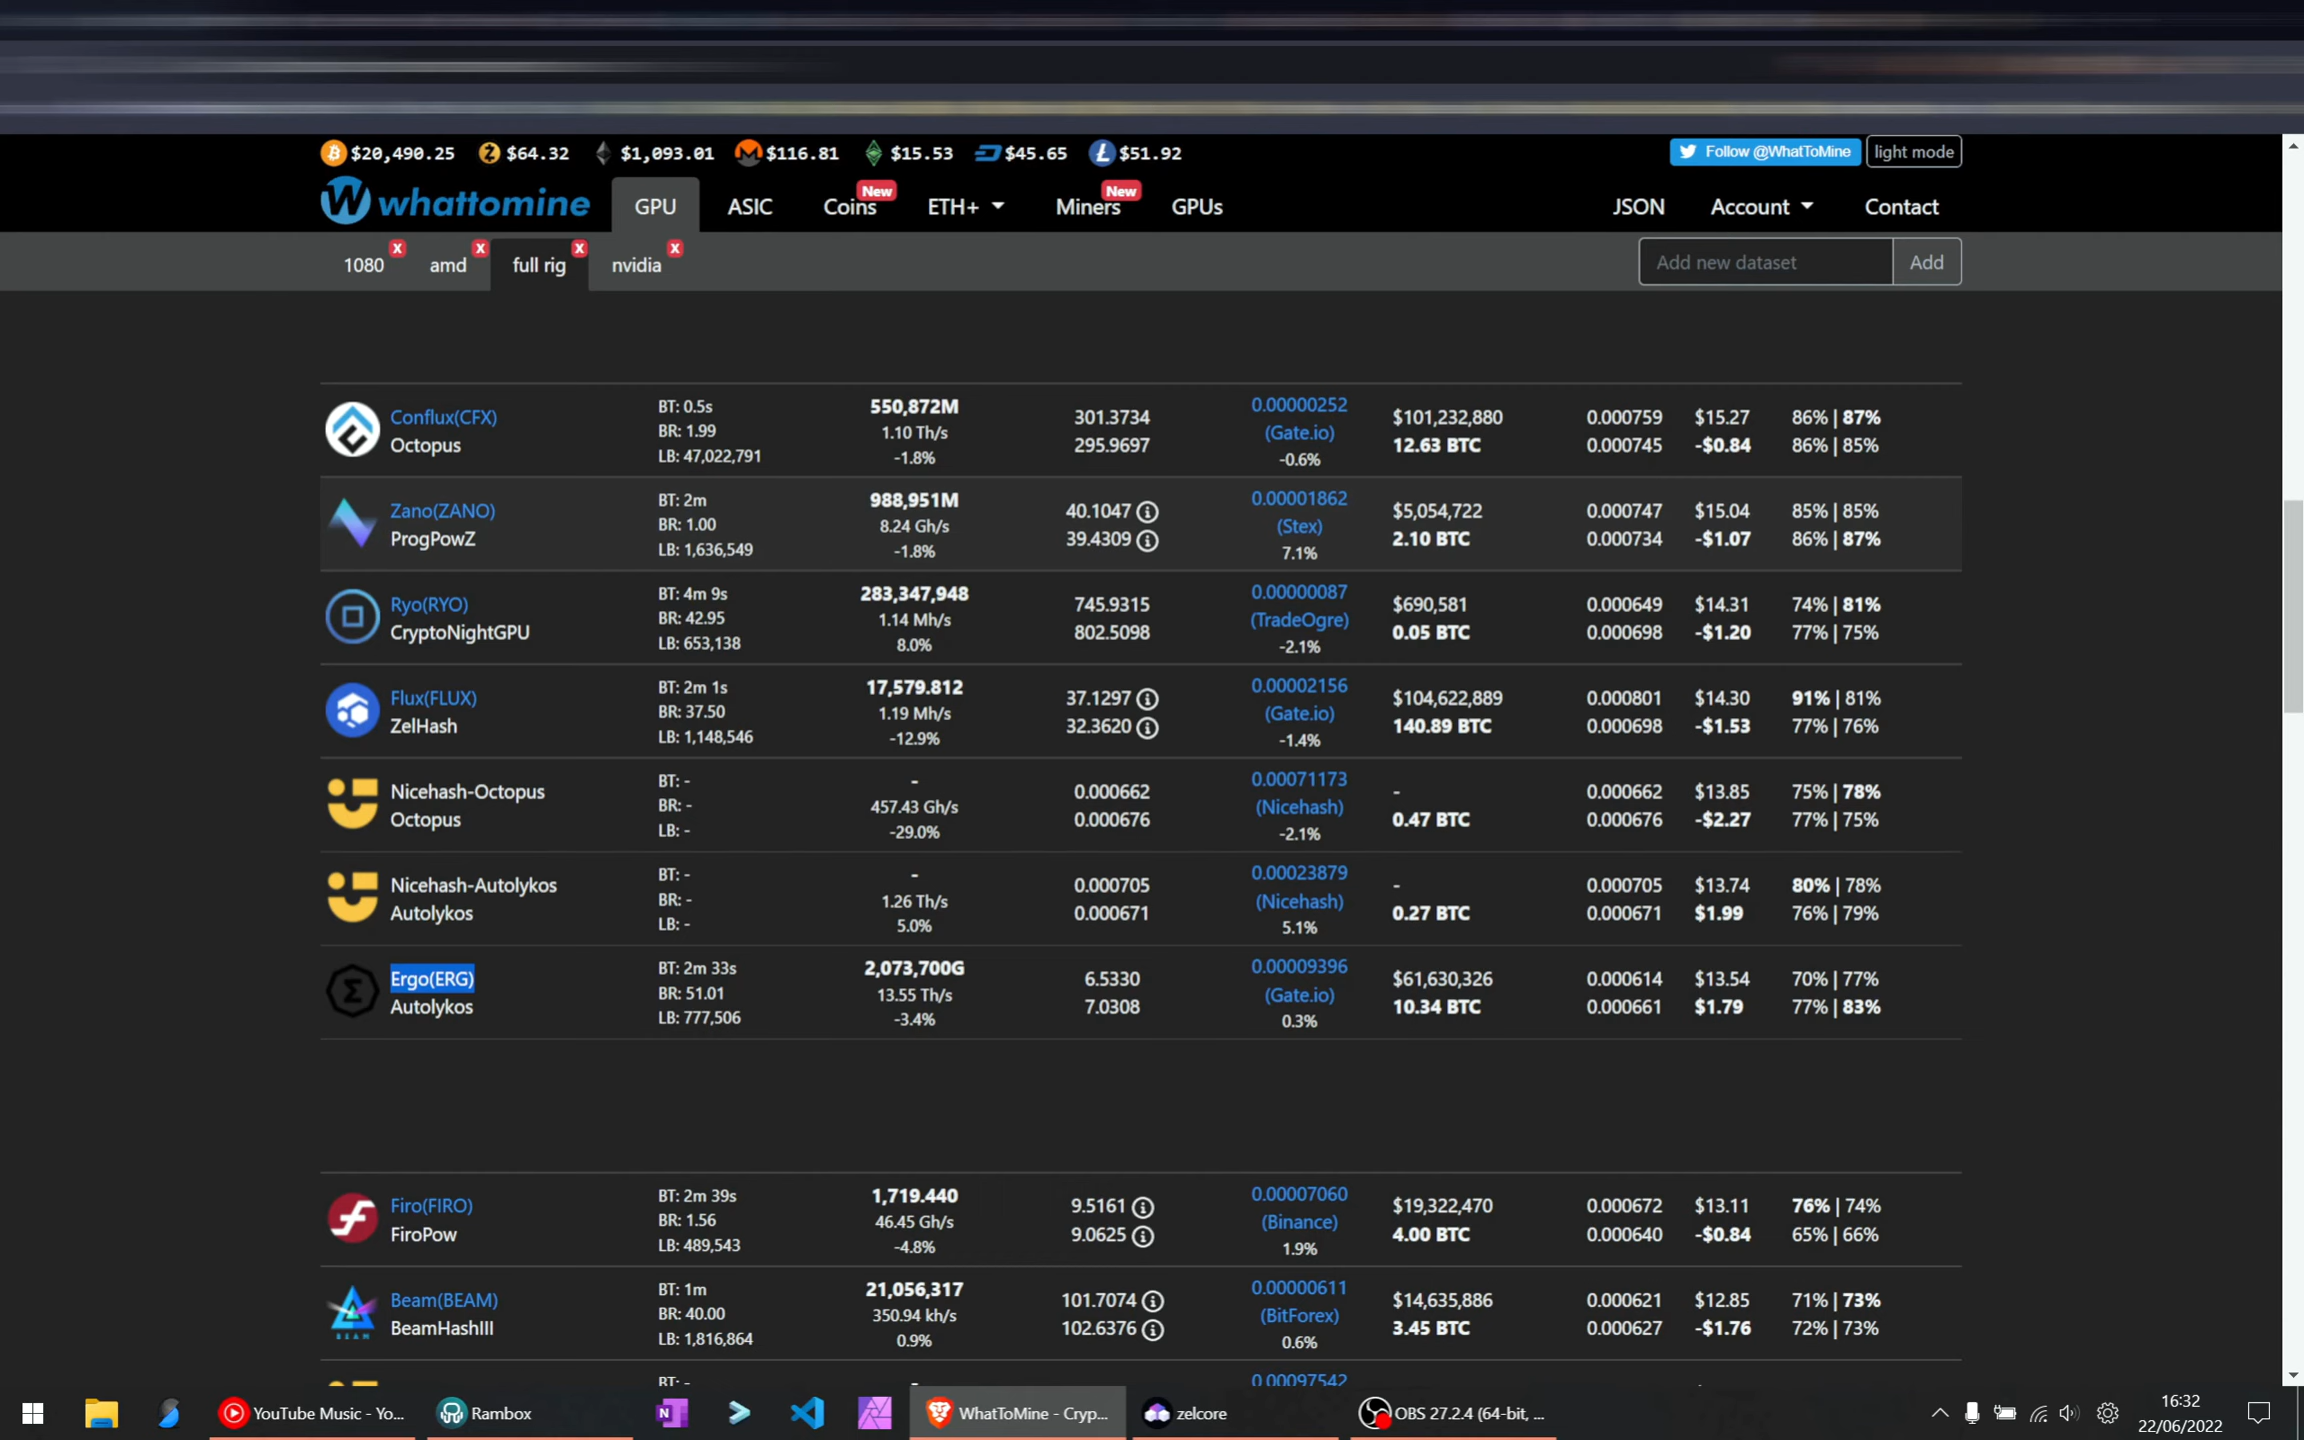 $20,490.25 $64.32 $1,093.01 $116.81 $15.53 $45.65 $51.92 Follow @WhatToMine light mode
whattomine GPU ASIC Coins New ETH+ Miners New GPUs JSON Account Contact
1080 x amd x full rig x nvidia x Add new dataset Add
Conflux(CFX) BT: 0.5s 550,872M 301.3734 0.00000252 $101,232,880 0.000759 $15.27 86% | 87%
Octopus BR: 1.99 1.10 Th/s 295.9697 (Gate.io) 12.63 BTC 0.000745 -$0.84 86% | 85%
LB: 47,022,791 -1.8% -0.6%
Zano(ZANO) BT: 2m 988,951M 40.1047 0.00001862 $5,054,722 0.000747 $15.04 85% | 85%
ProgPowZ BR: 1.00 8.24 Gh/s 39.4309 (Stex) 2.10 BTC 0.000734 -$1.07 86% | 87%
LB: 1,636,549 -1.8% 7.1%
Ryo(RYO) BT: 4m 9s 283,347,948 745.9315 0.00000087 $690,581 0.000649 $14.31 74% | 81%
CryptoNightGPU BR: 42.95 1.14 Mh/s 802.5098 (TradeOgre) 0.05 BTC 0.000698 -$1.20 77% | 75%
LB: 653,138 8.0% -2.1%
Flux(FLUX) BT: 2m 1s 17,579.812 37.1297 0.00002156 $104,622,889 0.000801 $14.30 91% | 81%
ZelHash BR: 37.50 1.19 Mh/s 32.3620 (Gate.io) 140.89 BTC 0.000698 -$1.53 77% | 76%
LB: 1,148,546 -12.9% -1.4%
Nicehash-Octopus BT: - - 0.000662 0.00071173 - 0.000662 $13.85 75% | 78%
Octopus BR: - 457.43 Gh/s 0.000676 (Nicehash) 0.47 BTC 0.000676 -$2.27 77% | 75%
LB: - -29.0% -2.1%
Nicehash-Autolykos BT: - - 0.000705 0.00023879 - 0.000705 $13.74 80% | 78%
Autolykos BR: - 1.26 Th/s 0.000671 (Nicehash) 0.27 BTC 0.000671 $1.99 76% | 79%
LB: - 5.0% 5.1%
Ergo(ERG) BT: 2m 33s 2,073,700G 6.5330 0.00009396 $61,630,326 0.000614 $13.54 70% | 77%
Autolykos BR: 51.01 13.55 Th/s 7.0308 (Gate.io) 10.34 BTC 0.000661 $1.79 77% | 83%
LB: 777,506 -3.4% 0.3%
Firo(FIRO) BT: 2m 39s 1,719.440 9.5161 0.00007060 $19,322,470 0.000672 $13.11 76% | 74%
FiroPow BR: 1.56 46.45 Gh/s 9.0625 (Binance) 4.00 BTC 0.000640 -$0.84 65% | 66%
LB: 489,543 -4.8% 1.9%
Beam(BEAM) BT: 1m 21,056,317 101.7074 0.00000611 $14,635,886 0.000621 $12.85 71% | 73%
BeamHashIII BR: 40.00 350.94 kh/s 102.6376 (BitForex) 3.45 BTC 0.000627 -$1.76 72% | 73%
LB: 1,816,864 0.9% 0.6%
BT: - - 0.00097542
YouTube Music - Yo... Rambox WhatToMine - Cryp... zelcore OBS 27.2.4 (64-bit, ... 16:32
22/06/2022